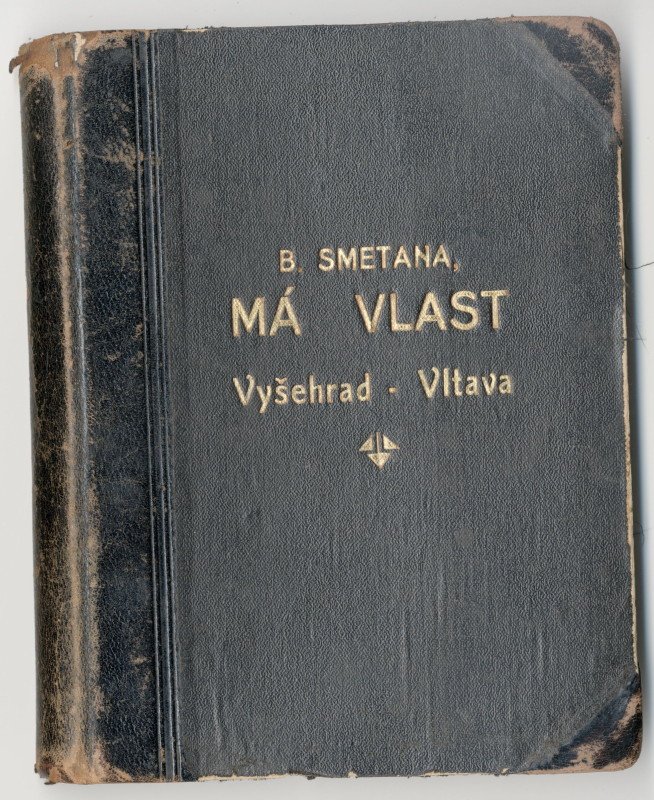 B. SMETANA,
MÁ VLAST
Vyšehrad - Vltava